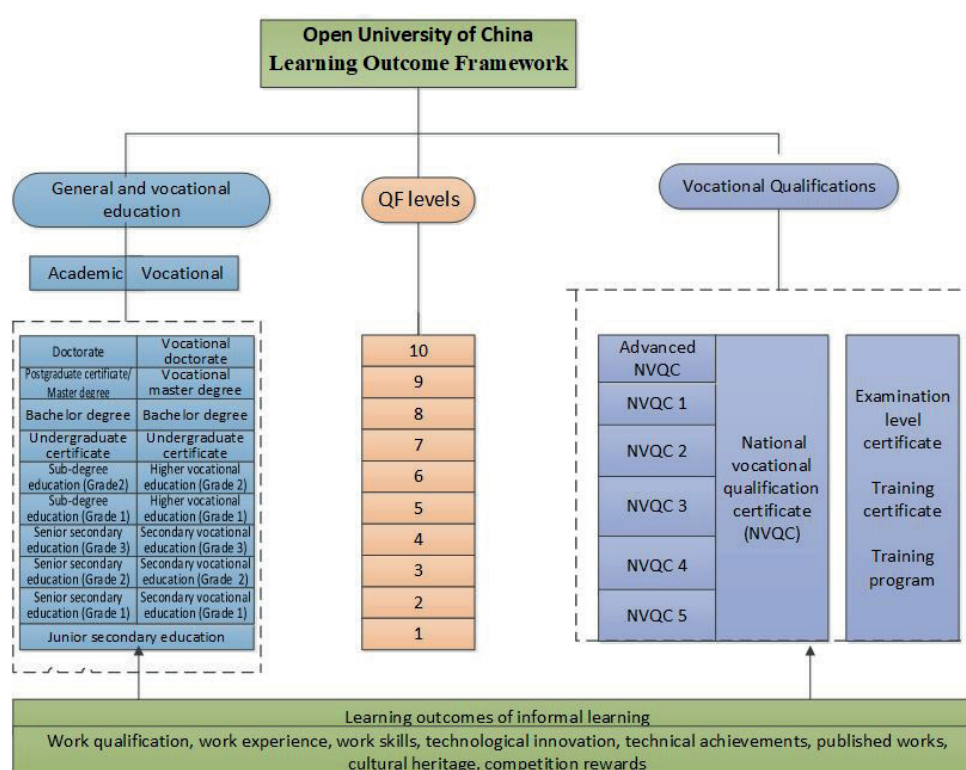 Open University of China
Learning Outcome Framework
General and vocational
education
QF levels
Vocational Qualifications
Academic
Vocational
Doctorate
Vocational
doctorate
Postgraduate certificate/
Master degree
Vocational
master degree
Bachelor degree
Bachelor degree
Undergraduate
certificate
Undergraduate
certificate
Sub-degree
education (Grade2)
Higher vocational
education (Grade 2)
Sub-degree
education (Grade 1)
Higher vocational
education (Grade 1)
Senior secondary
education (Grade 3)
Secondary vocational
education (Grade 3)
Senior secondary
education (Grade 2)
Secondary vocational
education (Grade 2)
Senior secondary
education (Grade 1)
Secondary vocational
education (Grade 1)
Junior secondary education
10
9
8
7
6
5
4
3
2
1
Advanced
NVQC
NVQC 1
NVQC 2
NVQC 3
NVQC 4
NVQC 5
National
vocational
qualification
certificate
(NVQC)
Examination
level
certificate
Training
certificate
Training
program
Learning outcomes of informal learning
Work qualification, work experience, work skills, technological innovation, technical achievements, published works,
cultural heritage, competition rewards